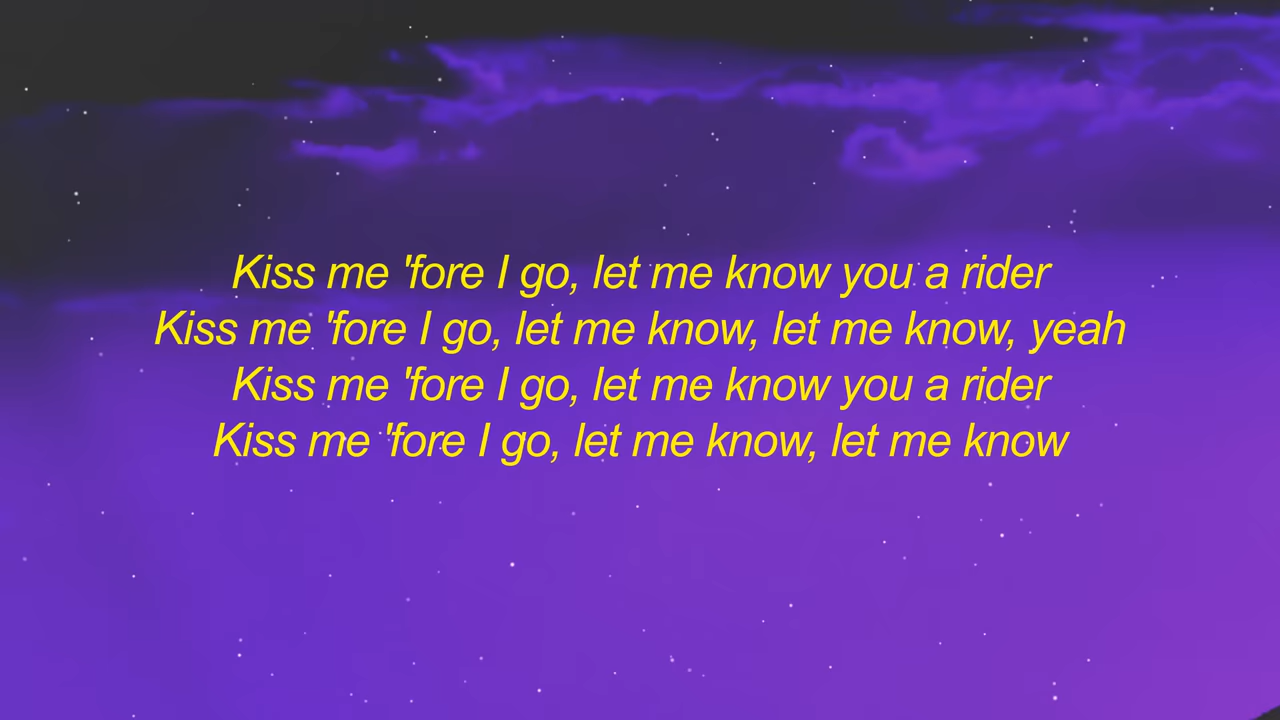 Kiss me 'fore I go, let me know you a rider
Kiss me 'fore I go, let me know, let me know, yeah
Kiss me 'fore I go, let me know you a rider
Kiss me 'fore I go, let me know, let me know